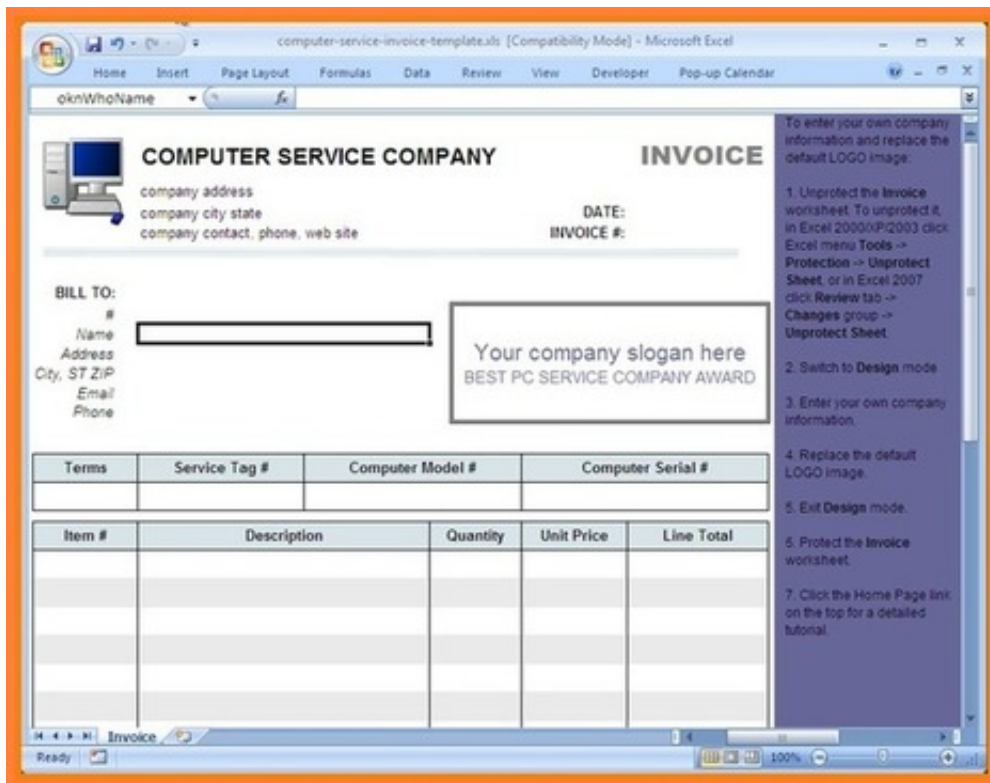 computer-service-invoice-template.xls [Compatibility Mode] - Microsoft Excel
Home Insert Page Layout Formulas Data Review View Developer Pop-up Calendar
oknWhoName fx
COMPUTER SERVICE COMPANY
INVOICE
company address
company city state
company contact, phone, web site
DATE:
INVOICE #:
BILL TO:
#
Name
Address
City, ST ZIP
Email
Phone
Your company slogan here
BEST PC SERVICE COMPANY AWARD
Terms Service Tag # Computer Model # Computer Serial #
Item # Description Quantity Unit Price Line Total
To enter your own company
information and replace the
default LOGO image:
1. Unprotect the Invoice
worksheet. To unprotect it,
in Excel 2000/XP/2003 click
Excel menu Tools ->
Protection -> Unprotect
Sheet, or in Excel 2007
click Review tab ->
Changes group ->
Unprotect Sheet.
2. Switch to Design mode
3. Enter your own company
information.
4. Replace the default
LOGO image.
5. Exit Design mode.
6. Protect the Invoice
worksheet.
7. Click the Home Page link
on the top for a detailed
tutorial.
Invoice
Ready 100%